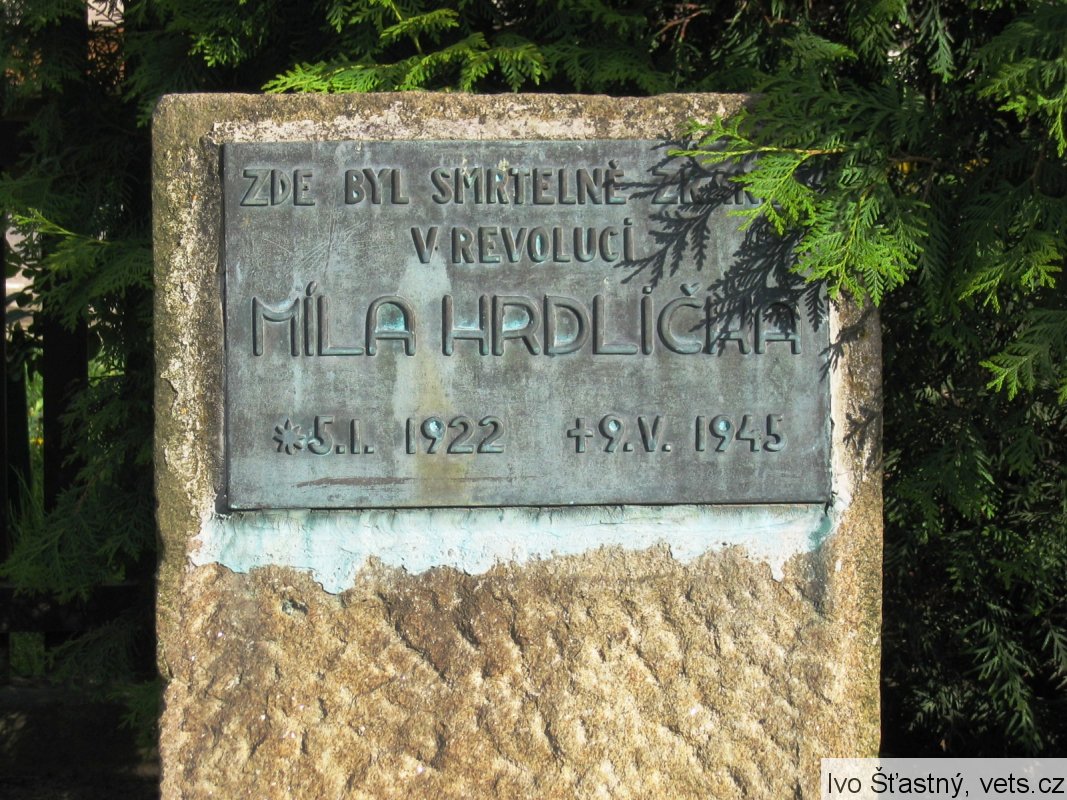 ZDE BYL SMRTELNĚ
V REVOLUCI
MÍLA HRDLIČKA
*5.I. 1922 +9.V. 1945
Ivo Šťastný, vets.cz